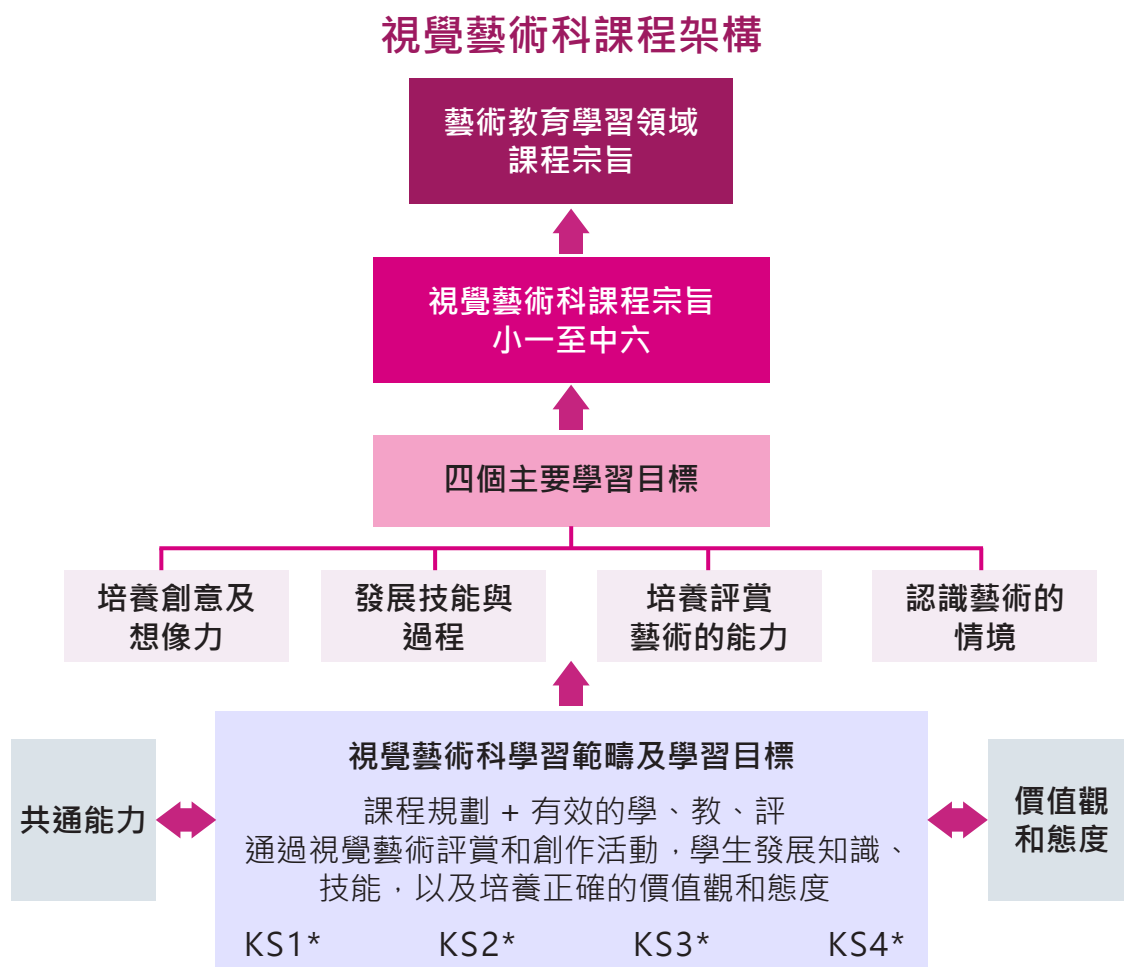 視覺藝術科課程架構
藝術教育學習領域
課程宗旨
視覺藝術科課程宗旨
小一至中六
四個主要學習目標
培養創意及
想像力
發展技能與
過程
培養評賞
藝術的能力
認識藝術的
情境
共通能力
視覺藝術科學習範疇及學習目標
課程規劃 + 有效的學、教、評
通過視覺藝術評賞和創作活動，學生發展知識、
技能，以及培養正確的價值觀和態度
KS1* KS2* KS3* KS4*
價值觀
和態度